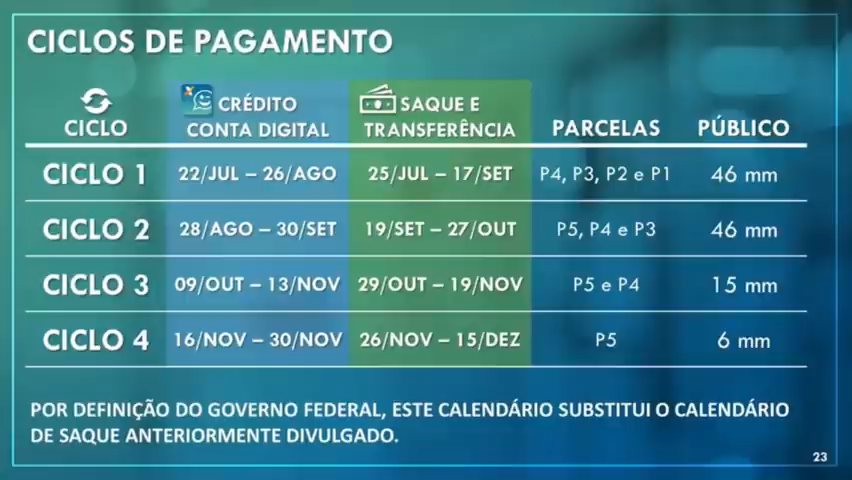 CICLOS DE PAGAMENTO
CICLO
CRÉDITO
CONTA DIGITAL
SAQUE E
TRANSFERÊNCIA
PARCELAS
PÚBLICO
CICLO 1 22/JUL – 26/AGO 25/JUL – 17/SET P4, P3, P2 e P1 46 mm
CICLO 2 28/AGO – 30/SET 19/SET – 27/OUT P5, P4 e P3 46 mm
CICLO 3 09/OUT – 13/NOV 29/OUT – 19/NOV P5 e P4 15 mm
CICLO 4 16/NOV – 30/NOV 26/NOV – 15/DEZ P5 6 mm
POR DEFINIÇÃO DO GOVERNO FEDERAL, ESTE CALENDÁRIO SUBSTITUI O CALENDÁRIO
DE SAQUE ANTERIORMENTE DIVULGADO.
23